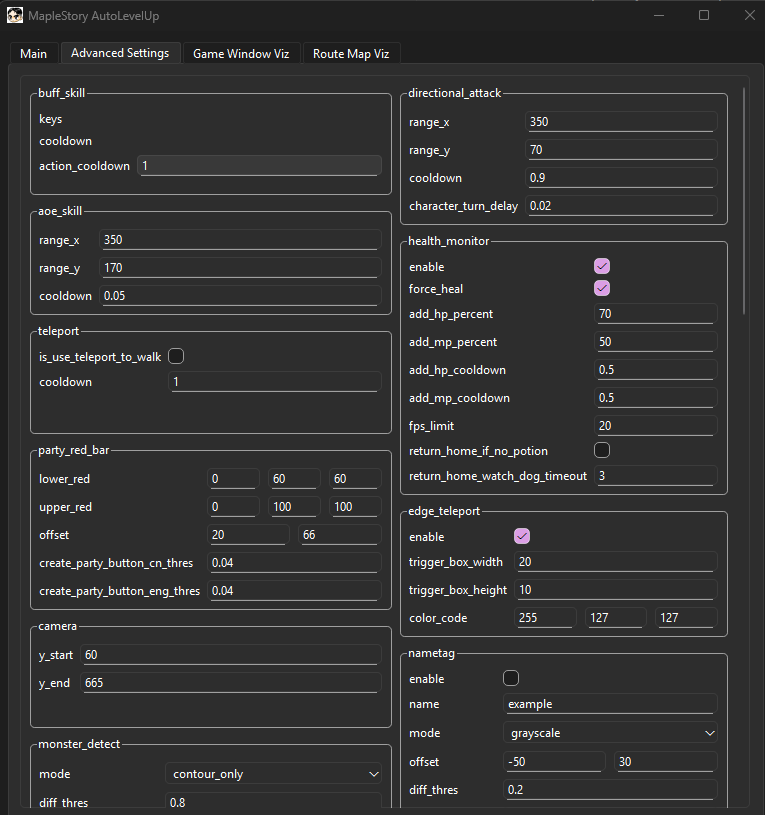 MapleStory AutoLevelUp
Main Advanced Settings Game Window Viz Route Map Viz
buff_skill
keys
cooldown
action_cooldown 1
aoe_skill
range_x 350
range_y 170
cooldown 0.05
teleport
is_use_teleport_to_walk
cooldown 1
party_red_bar
lower_red 0 60 60
upper_red 0 100 100
offset 20 66
create_party_button_cn_thres 0.04
create_party_button_eng_thres 0.04
camera
y_start 60
y_end 665
monster_detect
mode contour_only
diff_thres 0.8
directional_attack
range_x 350
range_y 70
cooldown 0.9
character_turn_delay 0.02
health_monitor
enable
force_heal
add_hp_percent 70
add_mp_percent 50
add_hp_cooldown 0.5
add_mp_cooldown 0.5
fps_limit 20
return_home_if_no_potion
return_home_watch_dog_timeout 3
edge_teleport
enable
trigger_box_width 20
trigger_box_height 10
color_code 255 127 127
nametag
enable
name example
mode grayscale
offset -50 30
diff_thres 0.2